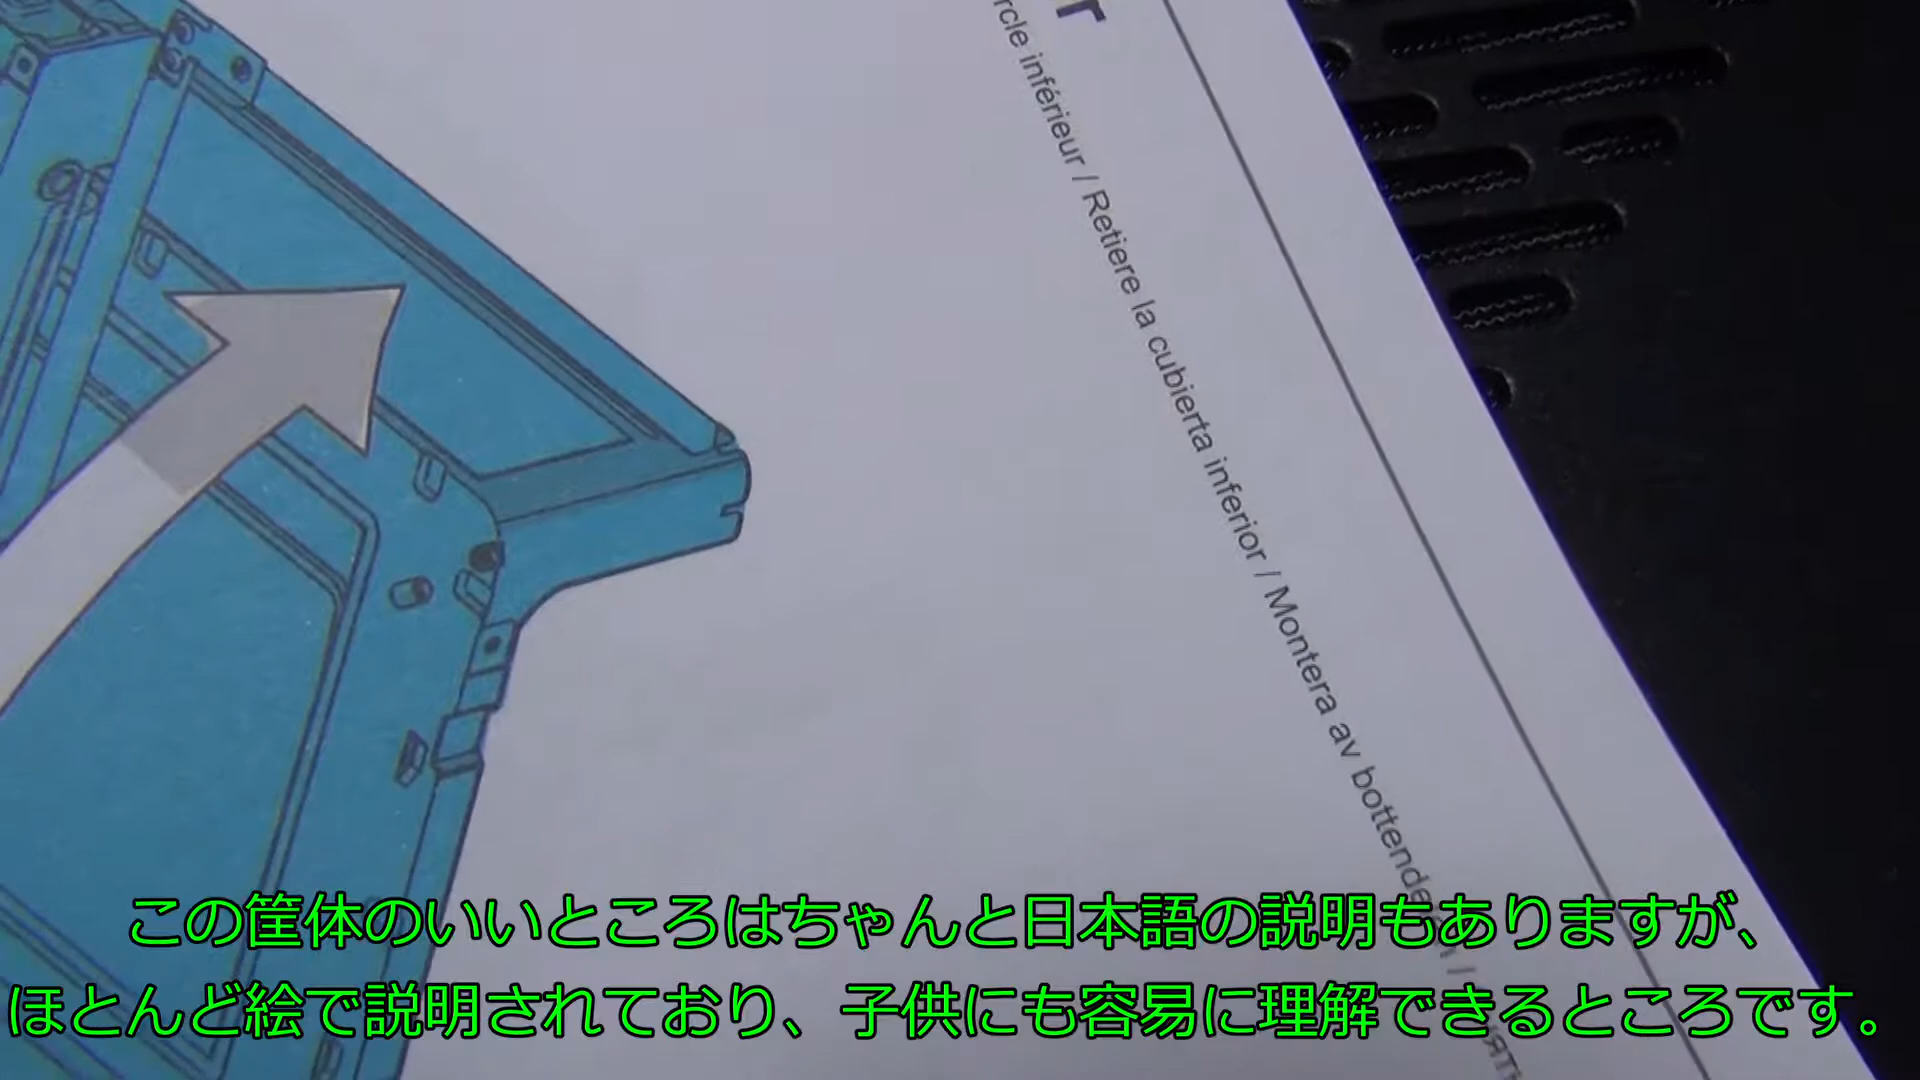 rcle inférieur / Retiere la cubierta inferior / Montera av bottende
この筐体のいいところはちゃんと日本語の説明もありますが、
ほとんど絵で説明されており、子供にも容易に理解できるところです。